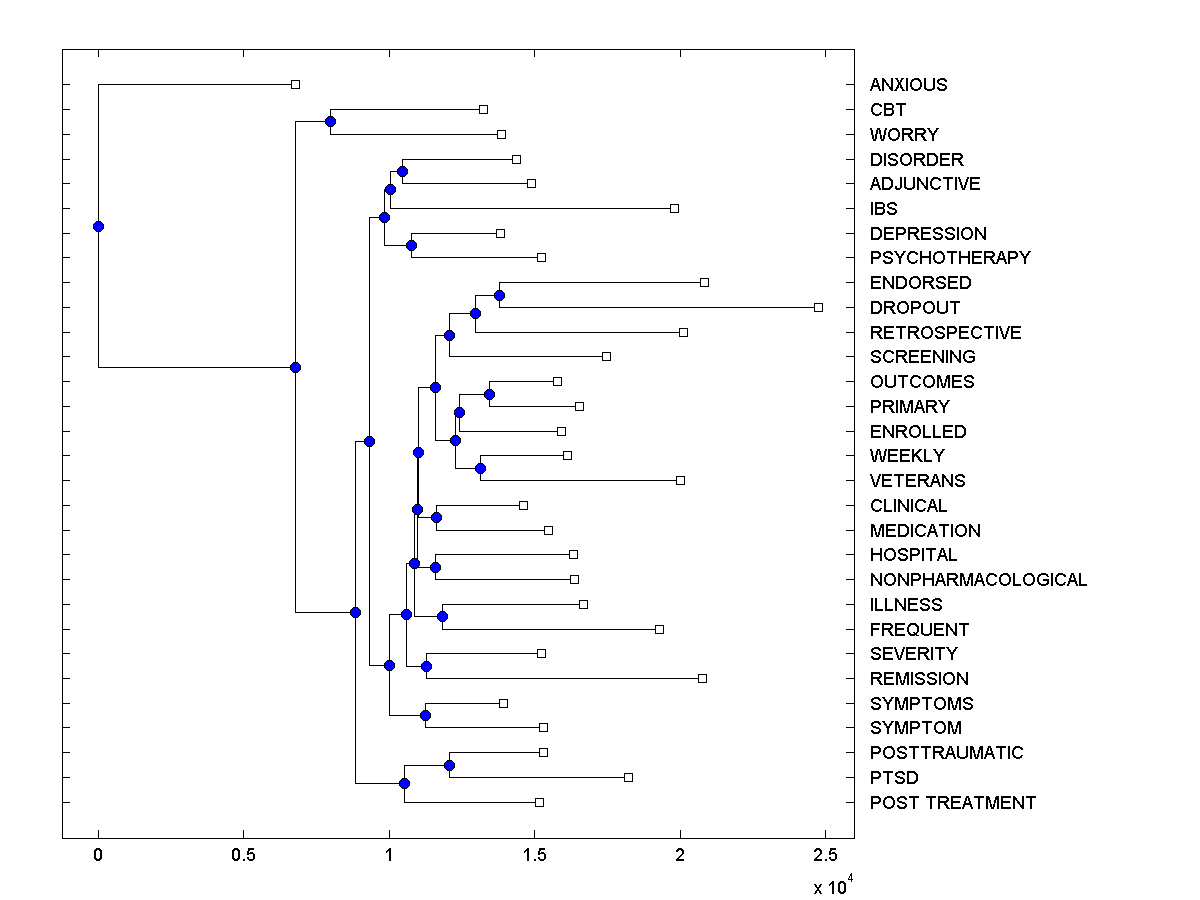 ANXIOUS
CBT
WORRY
DISORDER
ADJUNCTIVE
IBS
DEPRESSION
PSYCHOTHERAPY
ENDORSED
DROPOUT
RETROSPECTIVE
SCREENING
OUTCOMES
PRIMARY
ENROLLED
WEEKLY
VETERANS
CLINICAL
MEDICATION
HOSPITAL
NONPHARMACOLOGICAL
ILLNESS
FREQUENT
SEVERITY
REMISSION
SYMPTOMS
SYMPTOM
POSTTRAUMATIC
PTSD
POST TREATMENT
0 0.5 1 1.5 2 2.5
x 10^4